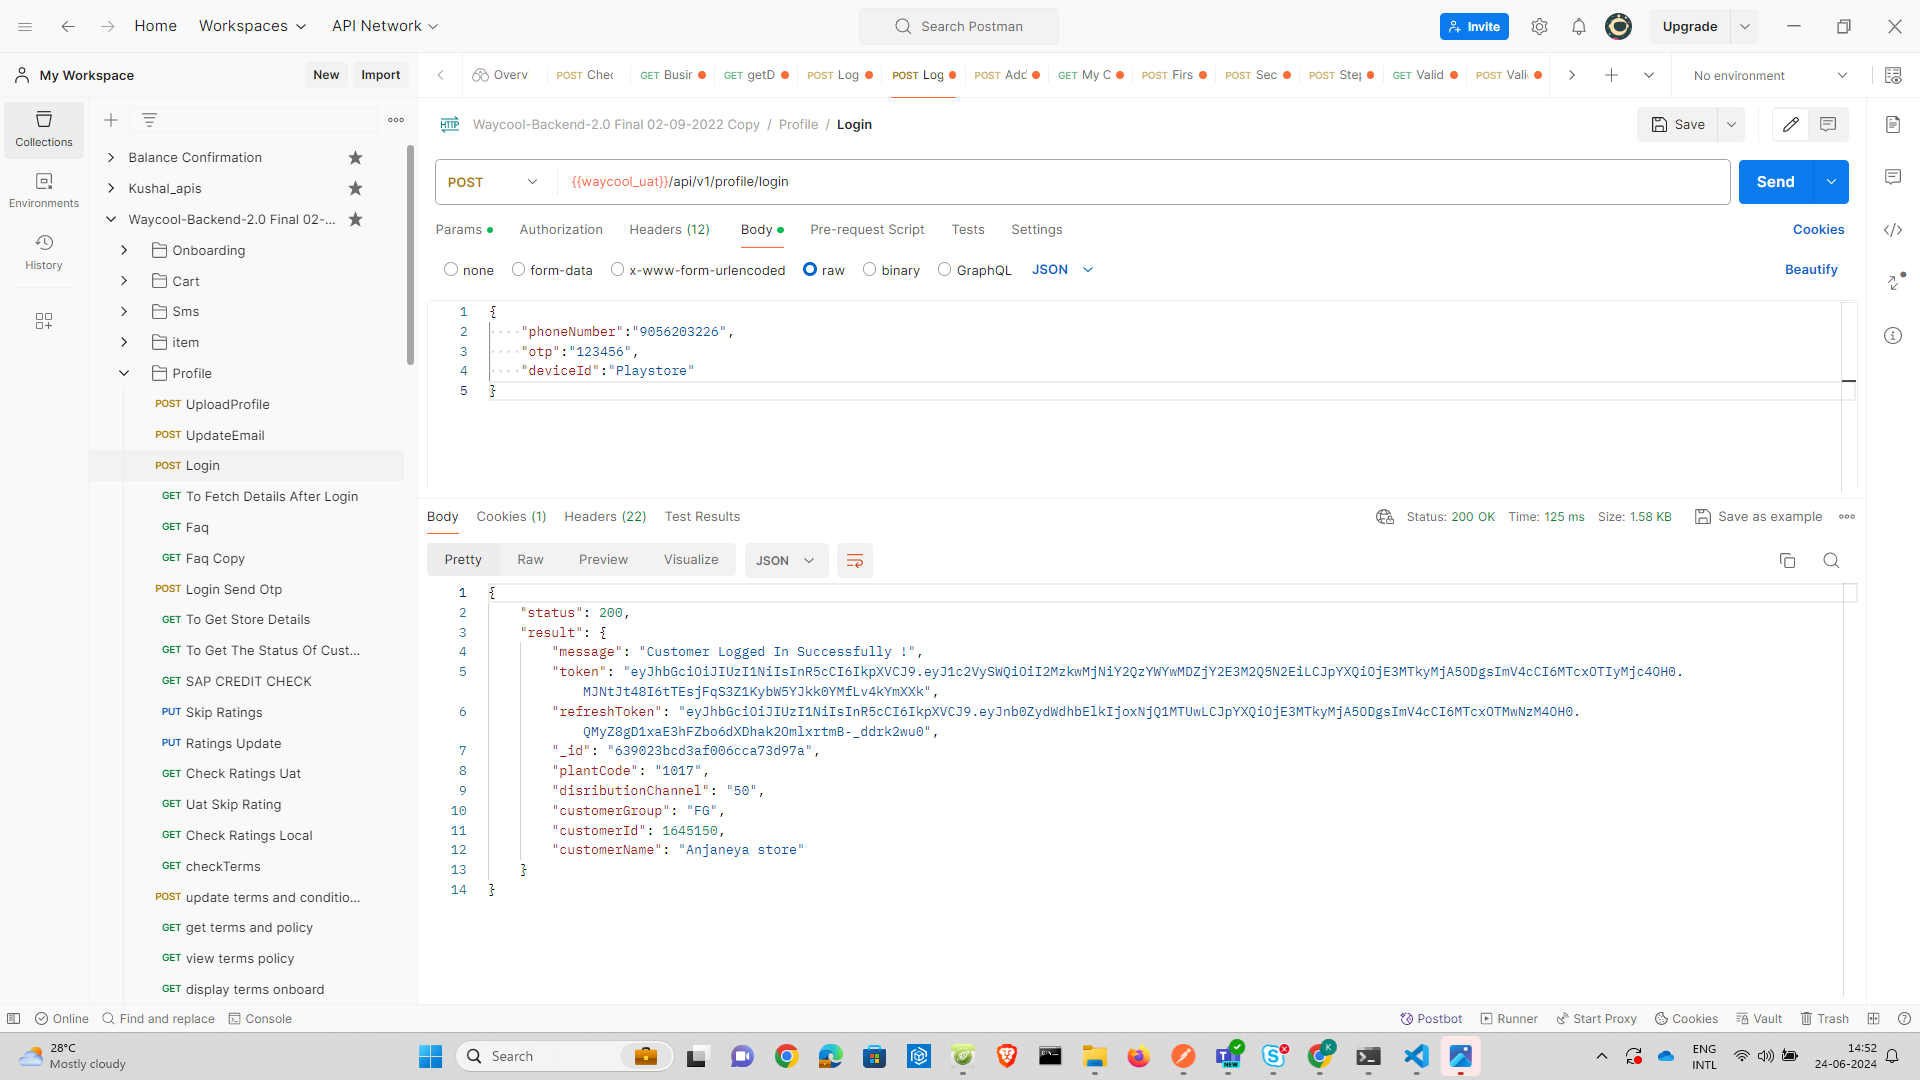 Home
Workspaces
API Network
Search Postman
Invite
Upgrade
My Workspace
New
Import
Overv
POST Chec
GET Busir
GET getD
POST Log
POST Log
POST Add
GET My C
POST Firs
POST Sec
POST Step
GET Valid
POST Vali
No environment
Collections
Environments
History
Balance Confirmation
Kushal_apis
Waycool-Backend-2.0 Final 02-...
Onboarding
Cart
Sms
item
Profile
POST UploadProfile
POST UpdateEmail
POST Login
GET To Fetch Details After Login
GET Faq
GET Faq Copy
POST Login Send Otp
GET To Get Store Details
GET To Get The Status Of Cust...
GET SAP CREDIT CHECK
PUT Skip Ratings
PUT Ratings Update
GET Check Ratings Uat
GET Uat Skip Rating
GET Check Ratings Local
GET checkTerms
POST update terms and conditio...
GET get terms and policy
GET view terms policy
GET display terms onboard
HTTP Waycool-Backend-2.0 Final 02-09-2022 Copy / Profile / Login
Save
POST
{{waycool_uat}}/api/v1/profile/login
Send
Params
Authorization
Headers (12)
Body
Pre-request Script
Tests
Settings
Cookies
none
form-data
x-www-form-urlencoded
raw
binary
GraphQL
JSON
Beautify
1 {
2 "phoneNumber":"9056203226",
3 "otp":"123456",
4 "deviceId":"Playstore"
5 }
Body
Cookies (1)
Headers (22)
Test Results
Status: 200 OK
Time: 125 ms
Size: 1.58 KB
Save as example
Pretty
Raw
Preview
Visualize
JSON
1 {
2 "status": 200,
3 "result": {
4 "message": "Customer Logged In Successfully !",
5 "token": "eyJhbGciOiJIUzI1NiIsInR5cCI6IkpXVCJ9.eyJ1c2VySWQiOiI2MzkwMjNiY2QzYWYwMDZjY2E3M2Q5N2EiLCJpYXQiOjE3MTkyMjA5ODgsImV4cCI6MTcxOTIyMjc4OH0.
MJNtJt48I6tTEsjFqS3Z1KybW5YJkk0YMfLv4kYmXXk",
6 "refreshToken": "eyJhbGciOiJIUzI1NiIsInR5cCI6IkpXVCJ9.eyJnb0ZydWdhbElkIjoxNjQ1MTUwLCJpYXQiOjE3MTkyMjA5ODgsImV4cCI6MTcxOTMwNzM4OH0.
QMyZ8gD1xaE3hFZbo6dXDhak2OmlxrtmB-_ddrk2wu0",
7 "_id": "639023bcd3af006cca73d97a",
8 "plantCode": "1017",
9 "disributionChannel": "50",
10 "customerGroup": "FG",
11 "customerId": 1645150,
12 "customerName": "Anjaneya store"
13 }
14 }
Online
Find and replace
Console
Postbot
Runner
Start Proxy
Cookies
Vault
Trash
28°C
Mostly cloudy
Search
NEW
K
ENG
INTL
14:52
24-06-2024